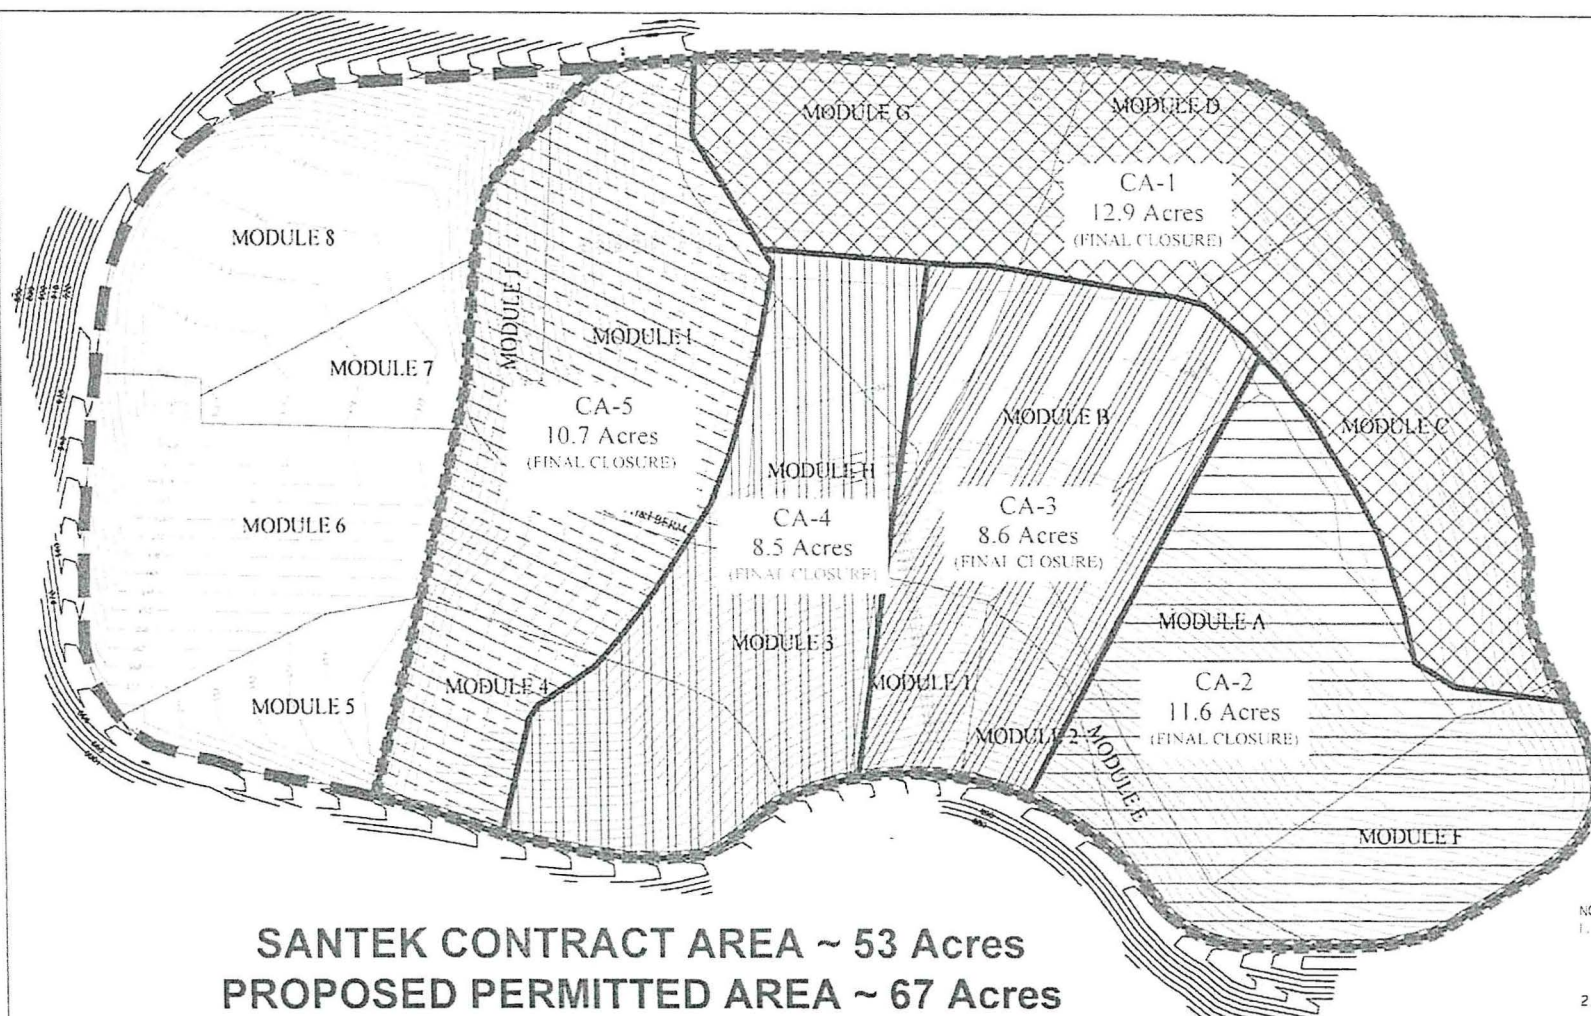 MODULE G
MODULE D
CA-1
12.9 Acres
(FINAL CLOSURE)
MODULE 8
MODULE J
MODULE I
MODULE 7
CA-5
10.7 Acres
(FINAL CLOSURE)
MODULE B
MODULE C
MODULE H
CA-4
8.5 Acres
(FINAL CLOSURE)
CA-3
8.6 Acres
(FINAL CLOSURE)
MODULE 6
MODULE A
MODULE 3
MODULE 4
MODULE 1
CA-2
11.6 Acres
(FINAL CLOSURE)
MODULE 5
MODULE 2
MODULE E
MODULE F
SANTEK CONTRACT AREA ~ 53 Acres
PROPOSED PERMITTED AREA ~ 67 Acres
2